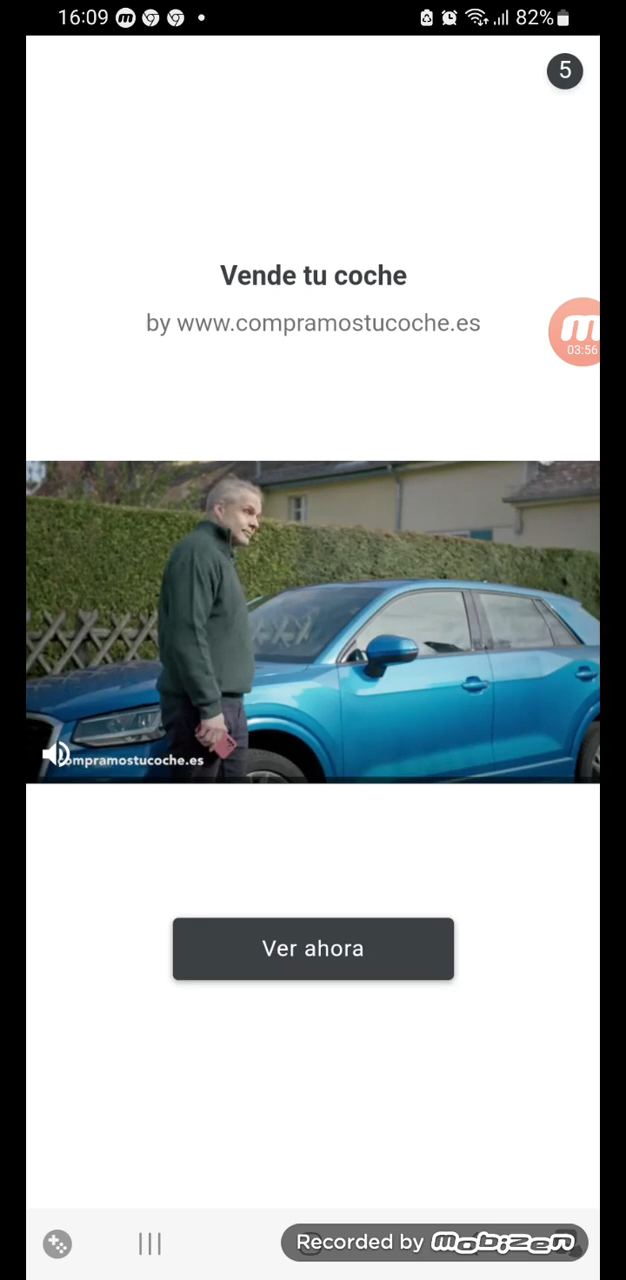 16:09
82%
5
Vende tu coche
by www.compramostucoche.es
m
03:56
ompramostucoche.es
Ver ahora
Recorded by mobizen